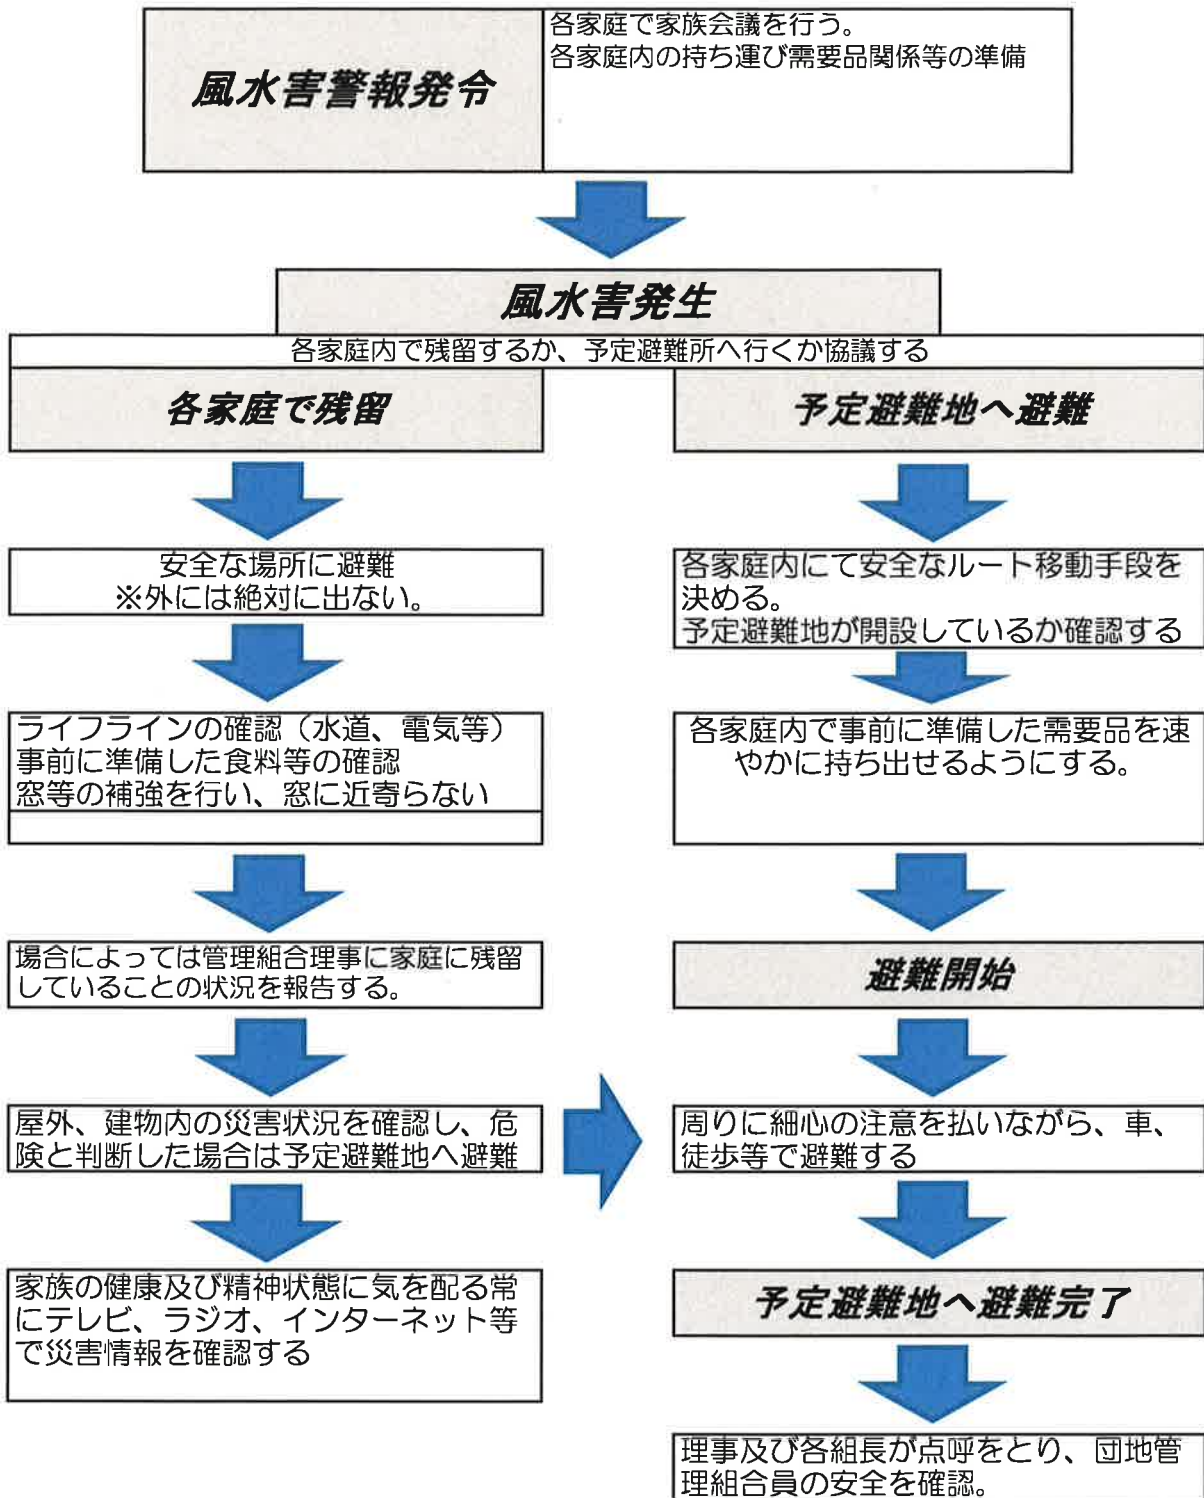 風水害警報発令
各家庭で家族会議を行う。
各家庭内の持ち運び需要品関係等の準備
風水害発生
各家庭内で残留するか、予定避難所へ行くか協議する
各家庭で残留
安全な場所に避難
※外には絶対に出ない。
ライフラインの確認（水道、電気等）
事前に準備した食料等の確認
窓等の補強を行い、窓に近寄らない
場合によっては管理組合理事に家庭に残留
していることの状況を報告する。
屋外、建物内の災害状況を確認し、危
険と判断した場合は予定避難地へ避難
家族の健康及び精神状態に気を配る常
にテレビ、ラジオ、インターネット等
で災害情報を確認する
予定避難地へ避難
各家庭内にて安全なルート移動手段を
決める。
予定避難地が開設しているか確認する
各家庭内で事前に準備した需要品を速
やかに持ち出せるようにする。
避難開始
周りに細心の注意を払いながら、車、
徒歩等で避難する
予定避難地へ避難完了
理事及び各組長が点呼をとり、団地管
理組合員の安全を確認。